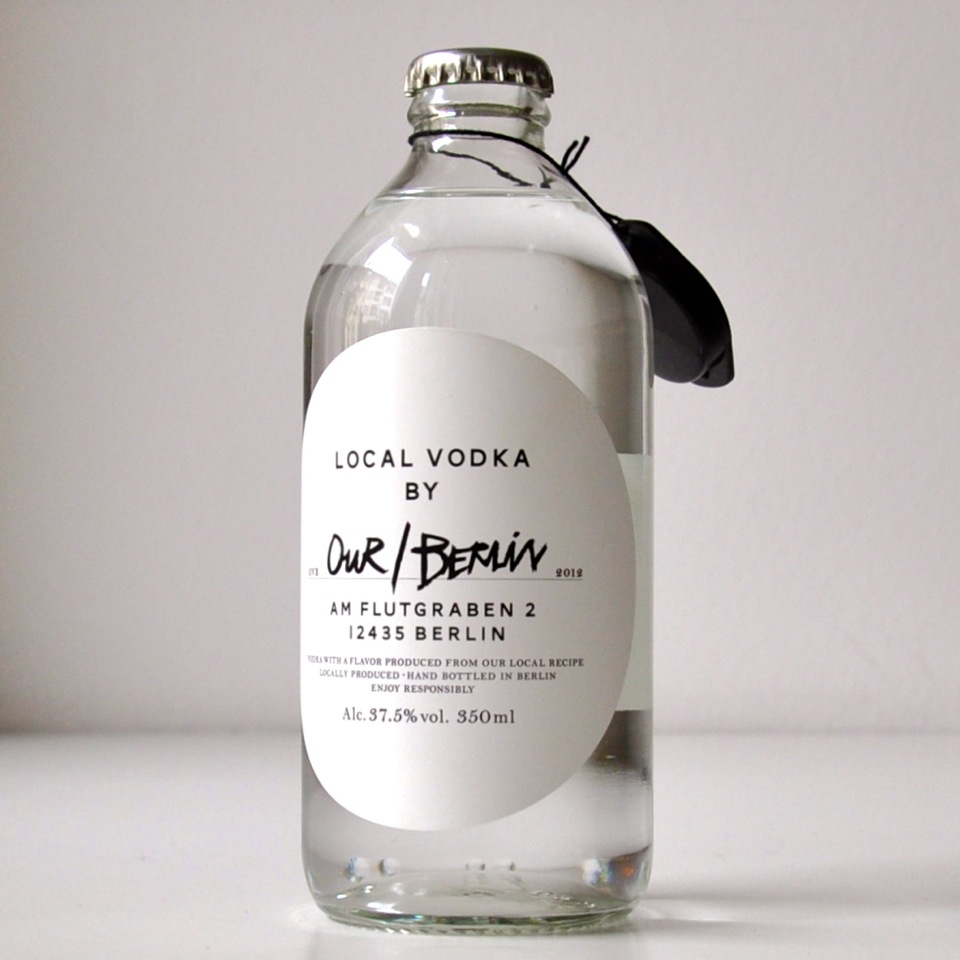 LOCAL VODKA
BY
OUR/BERLIN
2012
AM FLUTGRABEN 2
12435 BERLIN
VODKA WITH A FLAVOR PRODUCED FROM OUR LOCAL RECIPE
LOCALLY PRODUCED · HAND BOTTLED IN BERLIN
ENJOY RESPONSIBLY
Alc. 37.5% vol. 350ml